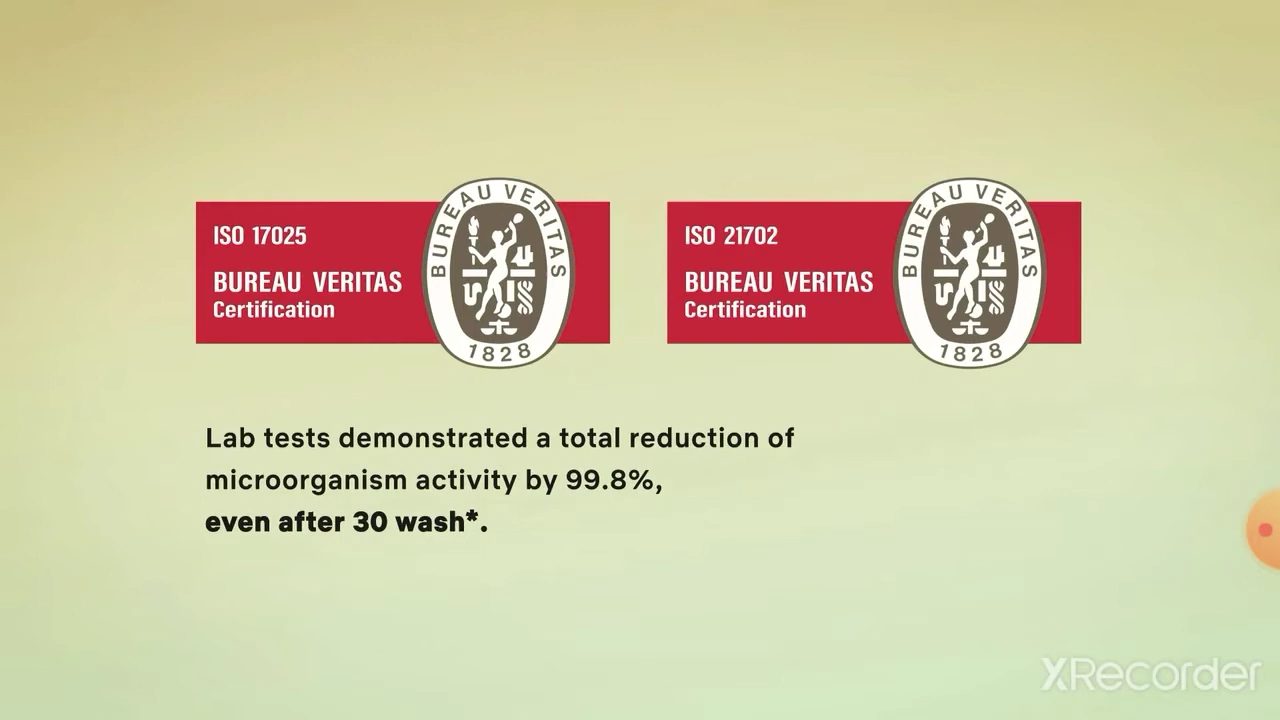 ISO 17025
BUREAU VERITAS
Certification
BUREAU VERITAS
1828
ISO 21702
BUREAU VERITAS
Certification
BUREAU VERITAS
1828
Lab tests demonstrated a total reduction of
microorganism activity by 99.8%,
even after 30 wash*.
XRecorder